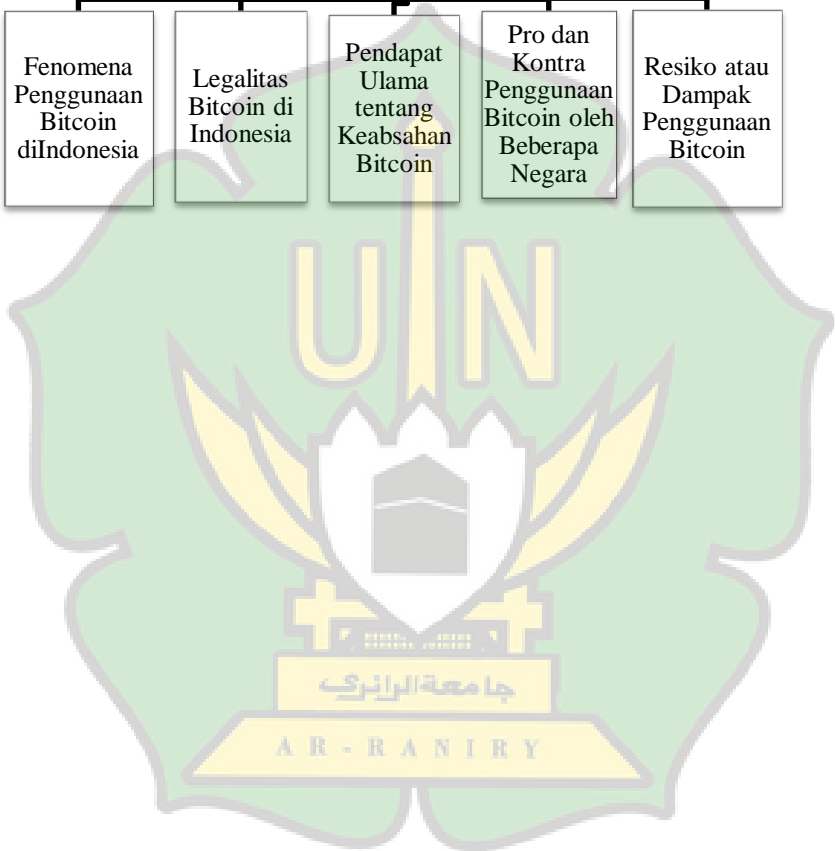 Fenomena
Penggunaan
Bitcoin
diIndonesia
Legalitas
Bitcoin di
Indonesia
Pendapat
Ulama
tentang
Keabsahan
Bitcoin
Pro dan
Kontra
Penggunaan
Bitcoin oleh
Beberapa
Negara
Resiko atau
Dampak
Penggunaan
Bitcoin
UIN
جامعة الرانري
AR-RANIRY